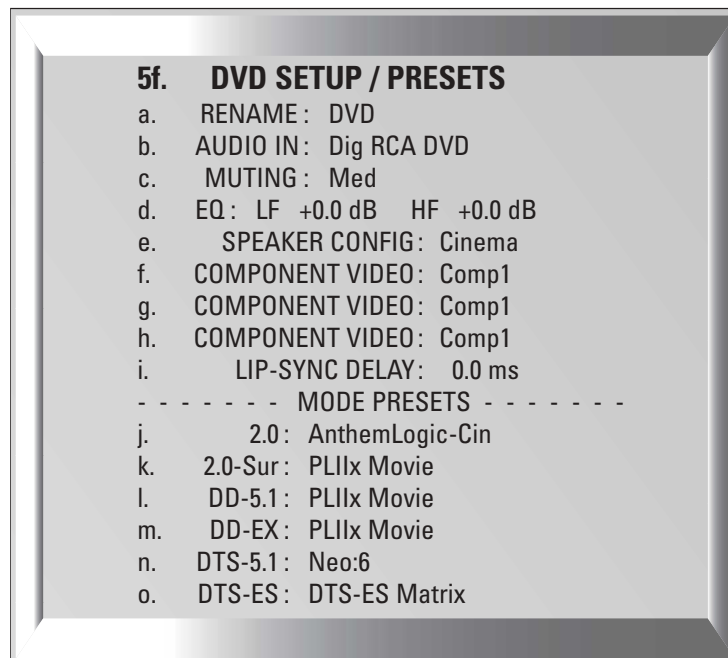 5f. DVD SETUP / PRESETS
a. RENAME: DVD
b. AUDIO IN: Dig RCA DVD
c. MUTING: Med
d. EQ: LF +0.0 dB HF +0.0 dB
e. SPEAKER CONFIG: Cinema
f. COMPONENT VIDEO: Comp1
g. COMPONENT VIDEO: Comp1
h. COMPONENT VIDEO: Comp1
i. LIP-SYNC DELAY: 0.0 ms
- - - - - - - MODE PRESETS - - - - - - -
j. 2.0: AnthemLogic-Cin
k. 2.0-Sur: PLIIx Movie
l. DD-5.1: PLIIx Movie
m. DD-EX: PLIIx Movie
n. DTS-5.1: Neo:6
o. DTS-ES: DTS-ES Matrix